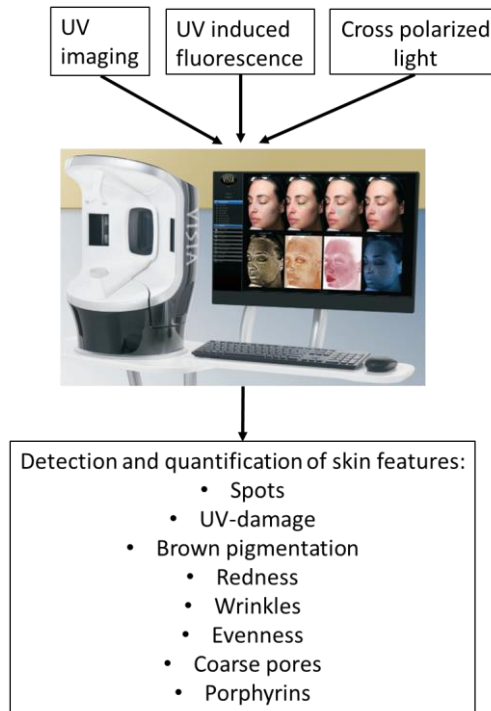 UV
imaging
UV induced
fluorescence
Cross polarized
light
VISIA
Detection and quantification of skin features:
• Spots
• UV-damage
• Brown pigmentation
• Redness
• Wrinkles
• Evenness
• Coarse pores
• Porphyrins